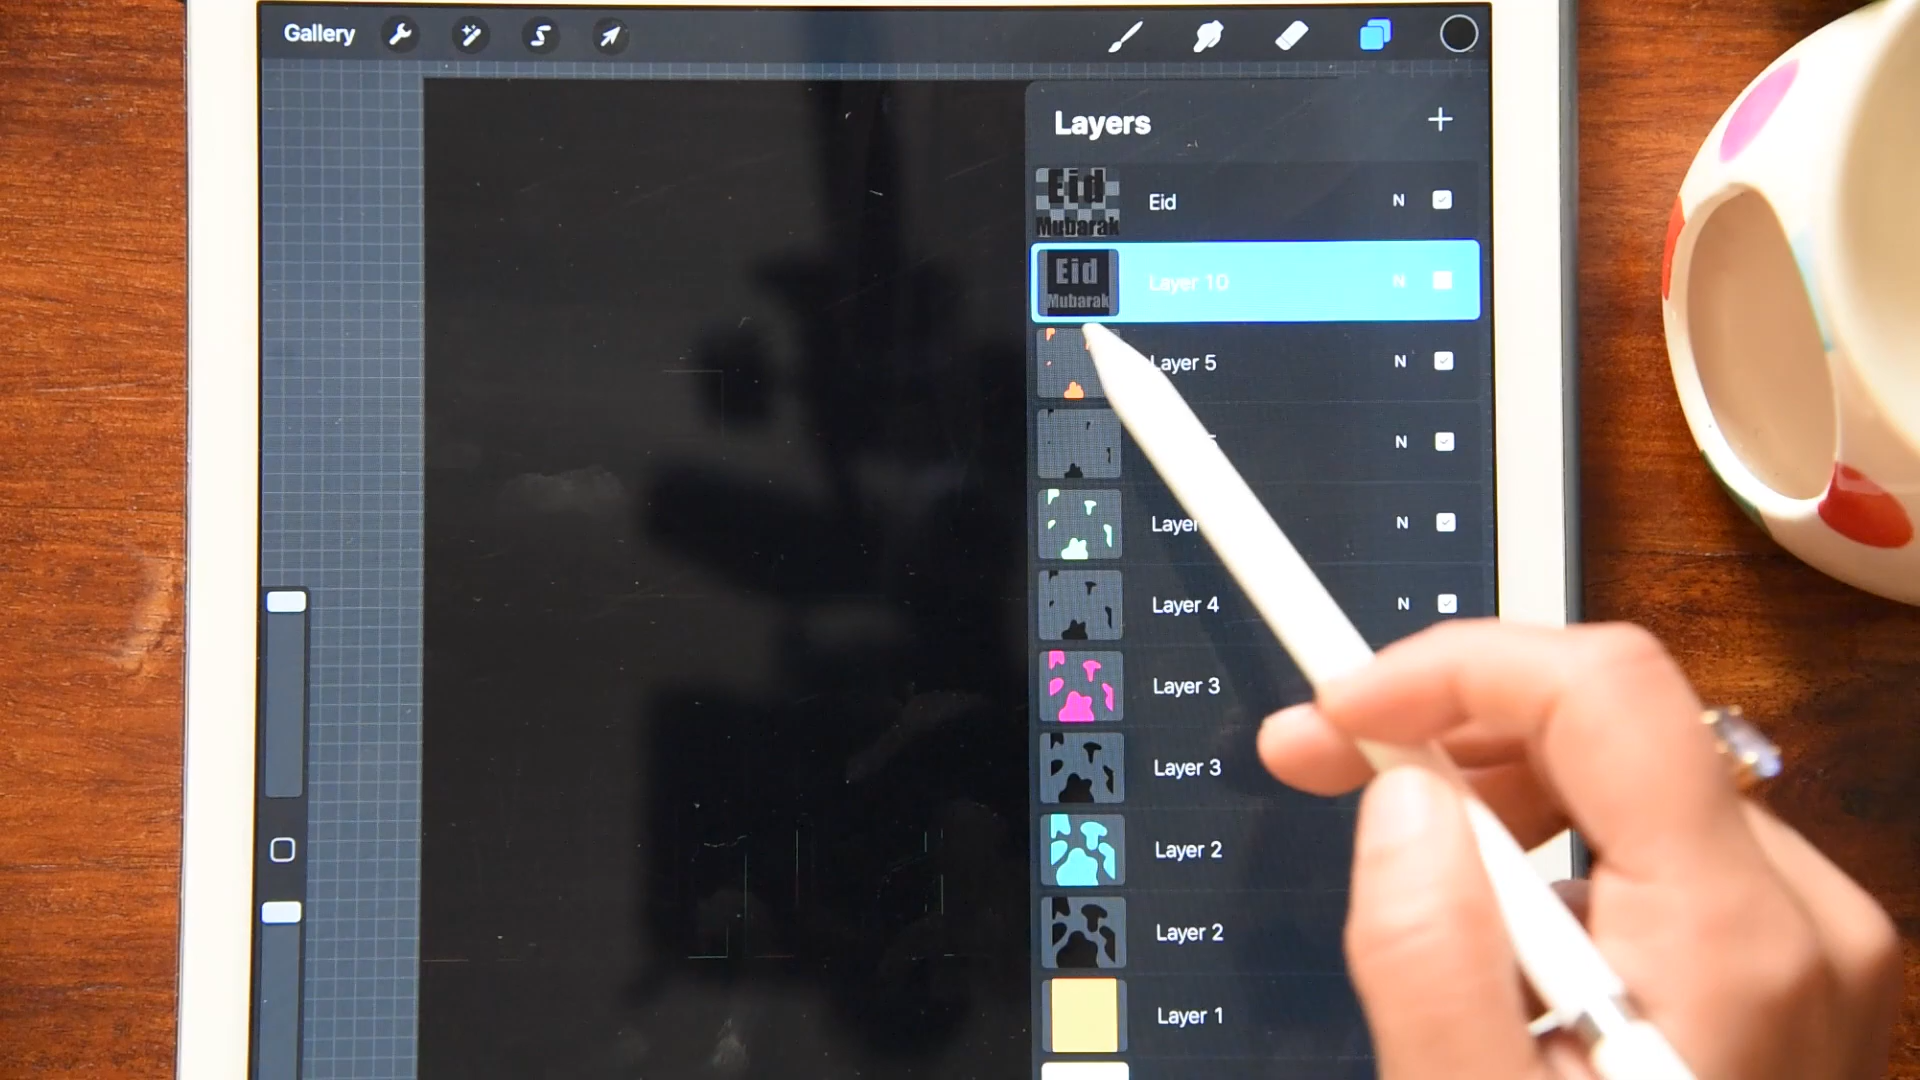 Gallery
Layers
Eid
Mubarak
Eid
N
Eid
Mubarak
Layer 10
N
Layer 5
N
N
Layer
N
Layer 4
N
Layer 3
Layer 3
Layer 2
Layer 2
Layer 1